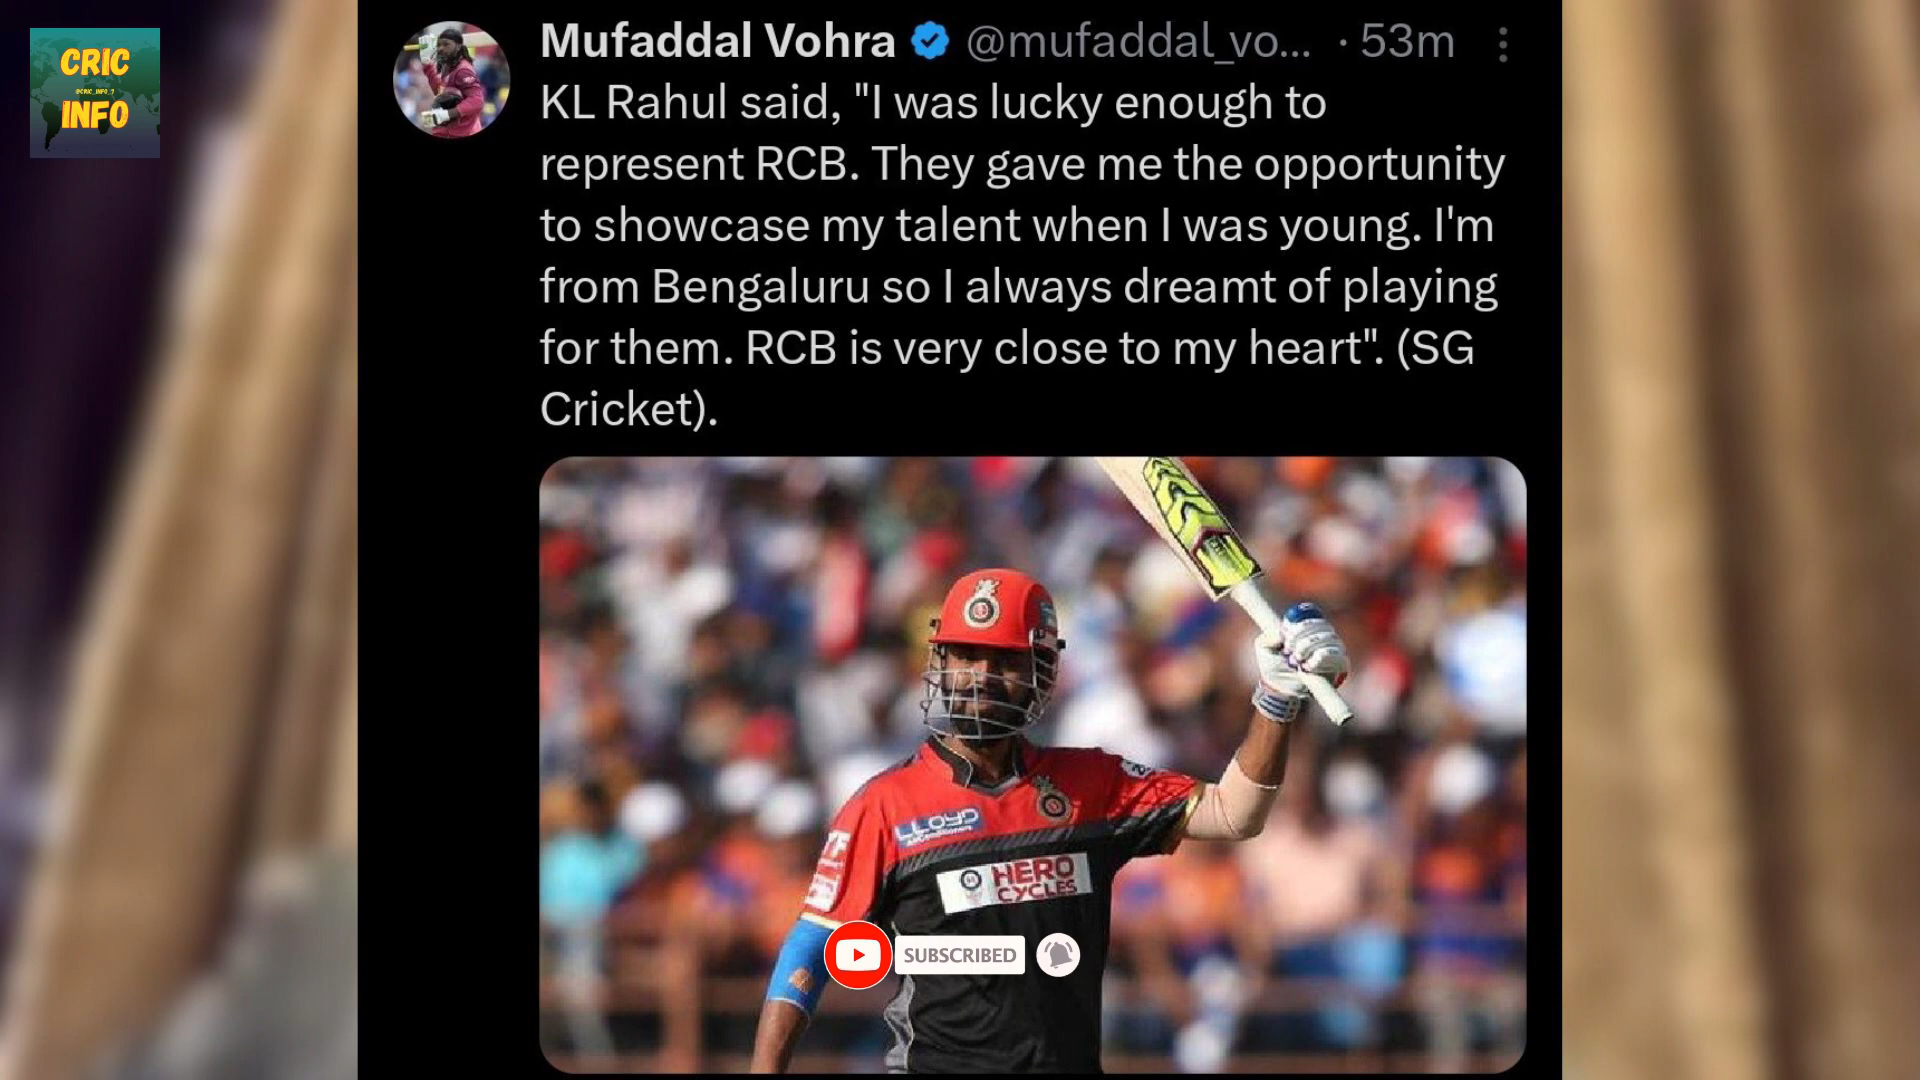 CRIC
@CRIC_INFO_7
INFO
Mufaddal Vohra @mufaddal_vo... · 53m
KL Rahul said, "I was lucky enough to
represent RCB. They gave me the opportunity
to showcase my talent when I was young. I'm
from Bengaluru so I always dreamt of playing
for them. RCB is very close to my heart". (SG
Cricket).
LLOYD
HERO
CYCLES
SUBSCRIBED